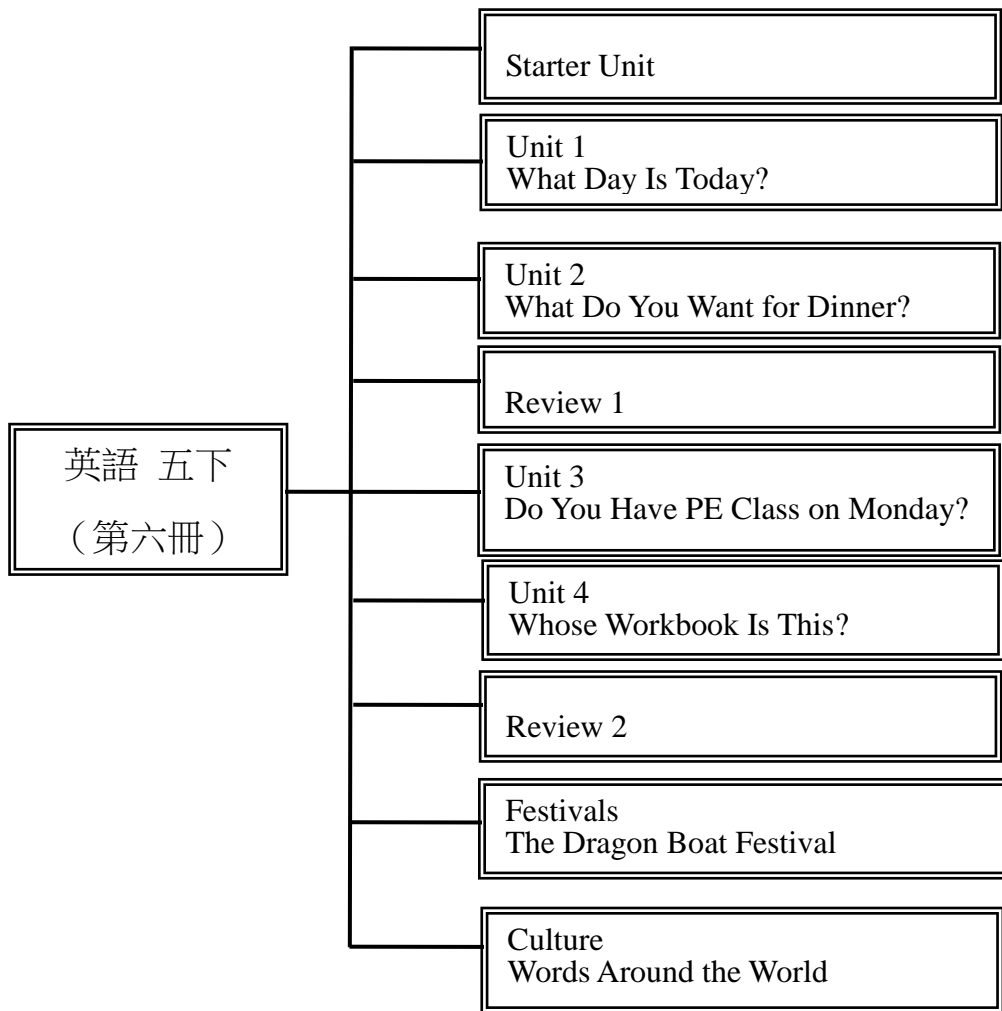 英語 五下
（第六冊）
Starter Unit
Unit 1
What Day Is Today?
Unit 2
What Do You Want for Dinner?
Review 1
Unit 3
Do You Have PE Class on Monday?
Unit 4
Whose Workbook Is This?
Review 2
Festivals
The Dragon Boat Festival
Culture
Words Around the World